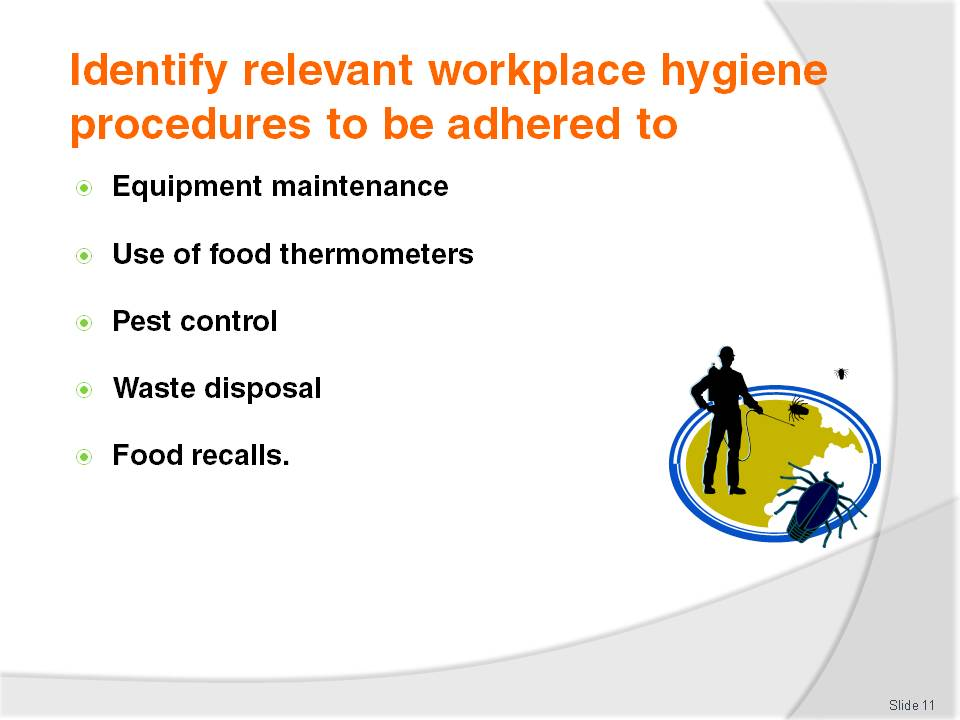 Identify relevant workplace hygiene
procedures to be adhered to
Equipment maintenance
Use of food thermometers
Pest control
Waste disposal
Food recalls.
Slide 11